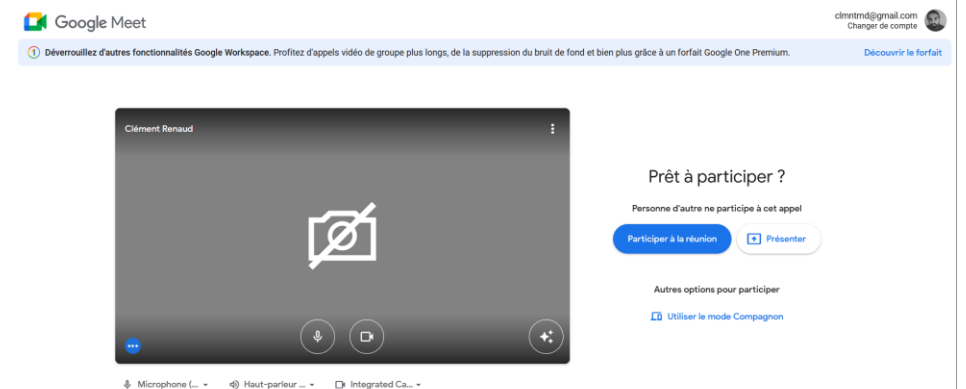 Google Meet
clmntrnd@gmail.com
Changer de compte
Déverrouillez d'autres fonctionnalités Google Workspace. Profitez d'appels vidéo de groupe plus longs, de la suppression du bruit de fond et bien plus grâce à un forfait Google One Premium.
Découvrir le forfait
Clément Renaud
Prêt à participer ?
Personne d'autre ne participe à cet appel
Participer à la réunion
Présenter
Autres options pour participer
Utiliser le mode Compagnon
Microphone (...
Haut-parleur ...
Integrated Ca...